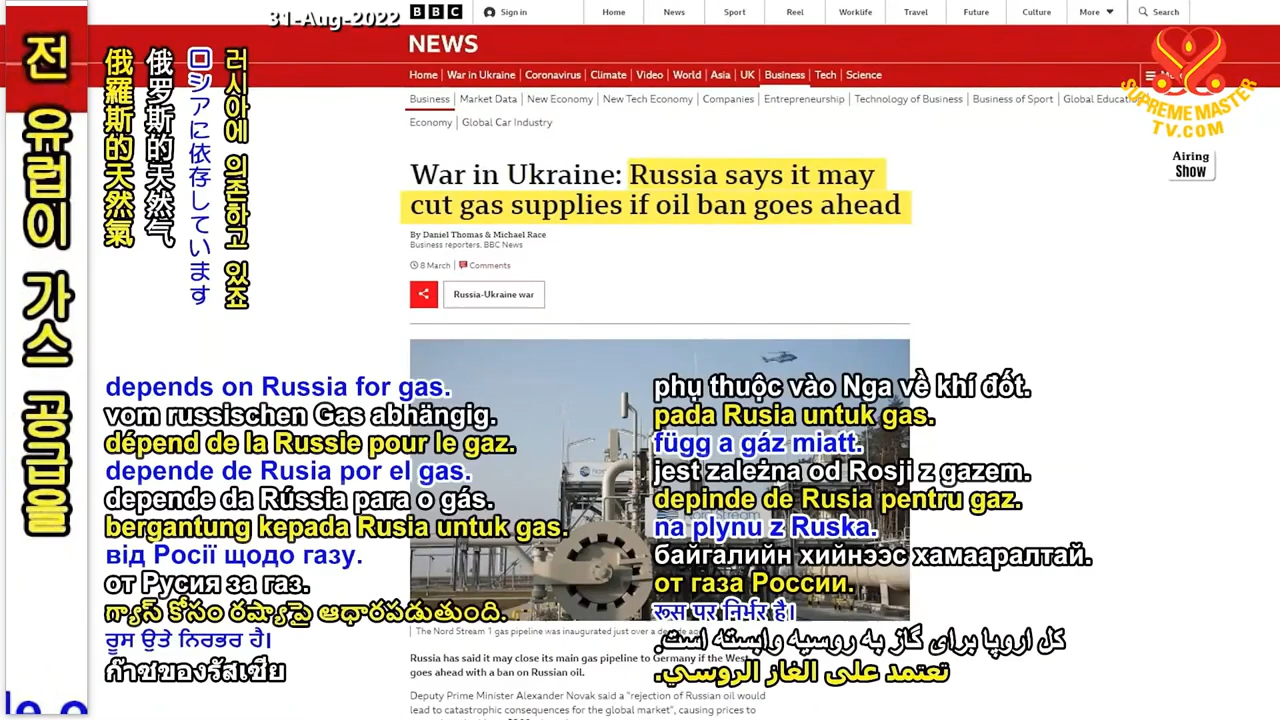 31-Aug-2022
BBC
Sign in
Home
News
Sport
Reel
Worklife
Travel
Future
Culture
More
Search
NEWS
Home | War in Ukraine | Coronavirus | Climate | Video | World | Asia | UK | Business | Tech | Science
Business | Market Data | New Economy | New Tech Economy | Companies | Entrepreneurship | Technology of Business | Business of Sport | Global
Economy | Global Car Industry
SUPREME MASTER
TV.COM
Airing
Show
전 유럽이 가스 공급을
俄羅斯的天然氣
俄罗斯的天然气
ロシアに依存しています
러시아에 의존하고 있죠
War in Ukraine: Russia says it may
cut gas supplies if oil ban goes ahead
By Daniel Thomas & Michael Race
Business reporters, BBC News
8 March | Comments
Russia-Ukraine war
depends on Russia for gas.
vom russischen Gas abhängig.
dépend de la Russie pour le gaz.
depende de Rusia por el gas.
depende da Rússia para o gás.
bergantung kepada Rusia untuk gas.
від Росії щодо газу.
от Русия за газ.
గ్యాస్ కోసం రష్యాపై ఆధారపడుతుంది.
ਰੂਸ ਉਤੇ ਨਿਰਭਰ ਹੈ।
ก๊าซของรัสเซีย
phụ thuộc vào Nga về khí đốt.
pada Rusia untuk gas.
függ a gáz miatt.
jest zależna od Rosji z gazem.
depinde de Rusia pentru gaz.
na plynu z Ruska.
байгалийн хийнээс хамааралтай.
от газа России.
रूस पर निर्भर है।
کل اروپا برای گاز به روسیه وابسته است.
تعتمد على الغاز الروسي.
The Nord Stream 1 gas pipeline was inaugurated just over a decade
Russia has said it may close its main gas pipeline to Germany if the West
goes ahead with a ban on Russian oil.
Deputy Prime Minister Alexander Novak said a "rejection of Russian oil would
lead to catastrophic consequences for the global market", causing prices to